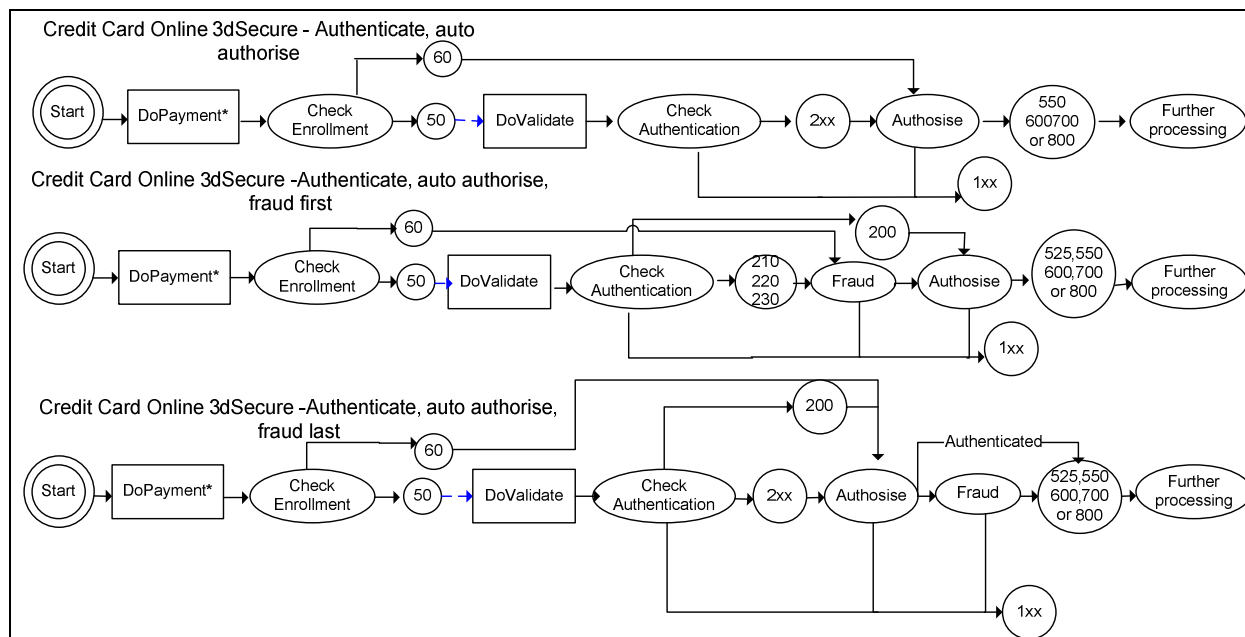 Credit Card Online 3dSecure - Authenticate, auto
authorise
60
Start
DoPayment*
Check
Enrollment
50
DoValidate
Check
Authentication
2xx
Authosise
550
600700
or 800
Further
processing
1xx
Credit Card Online 3dSecure -Authenticate, auto authorise,
fraud first
60
200
Start
DoPayment*
Check
Enrollment
50
DoValidate
Check
Authentication
210
220
230
Fraud
Authosise
525,550
600,700
or 800
Further
processing
1xx
Credit Card Online 3dSecure -Authenticate, auto authorise,
fraud last
60
200
Authenticated
Start
DoPayment*
Check
Enrollment
50
DoValidate
Check
Authentication
2xx
Authosise
Fraud
525,550
600,700
or 800
Further
processing
1xx